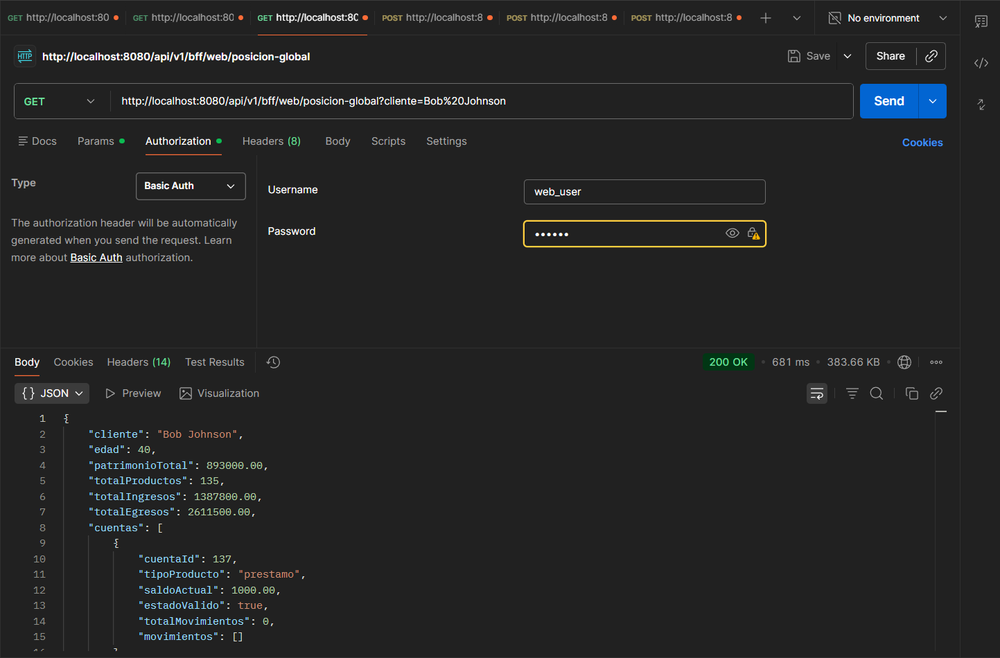 GET http://localhost:80
GET http://localhost:80
GET http://localhost:80
POST http://localhost:8
POST http://localhost:8
POST http://localhost:8
No environment
HTTP http://localhost:8080/api/v1/bff/web/posicion-global
Save
Share
GET
http://localhost:8080/api/v1/bff/web/posicion-global?cliente=Bob%20Johnson
Send
Docs
Params
Authorization
Headers (8)
Body
Scripts
Settings
Cookies
Type
Basic Auth
The authorization header will be automatically
generated when you send the request. Learn
more about Basic Auth authorization.
Username
web_user
Password
••••••
Body
Cookies
Headers (14)
Test Results
200 OK
681 ms
383.66 KB
{} JSON
Preview
Visualization
1 {
2 "cliente": "Bob Johnson",
3 "edad": 40,
4 "patrimonioTotal": 893000.00,
5 "totalProductos": 135,
6 "totalIngresos": 1387800.00,
7 "totalEgresos": 2611500.00,
8 "cuentas": [
9 {
10 "cuentaId": 137,
11 "tipoProducto": "prestamo",
12 "saldoActual": 1000.00,
13 "estadoValido": true,
14 "totalMovimientos": 0,
15 "movimientos": []